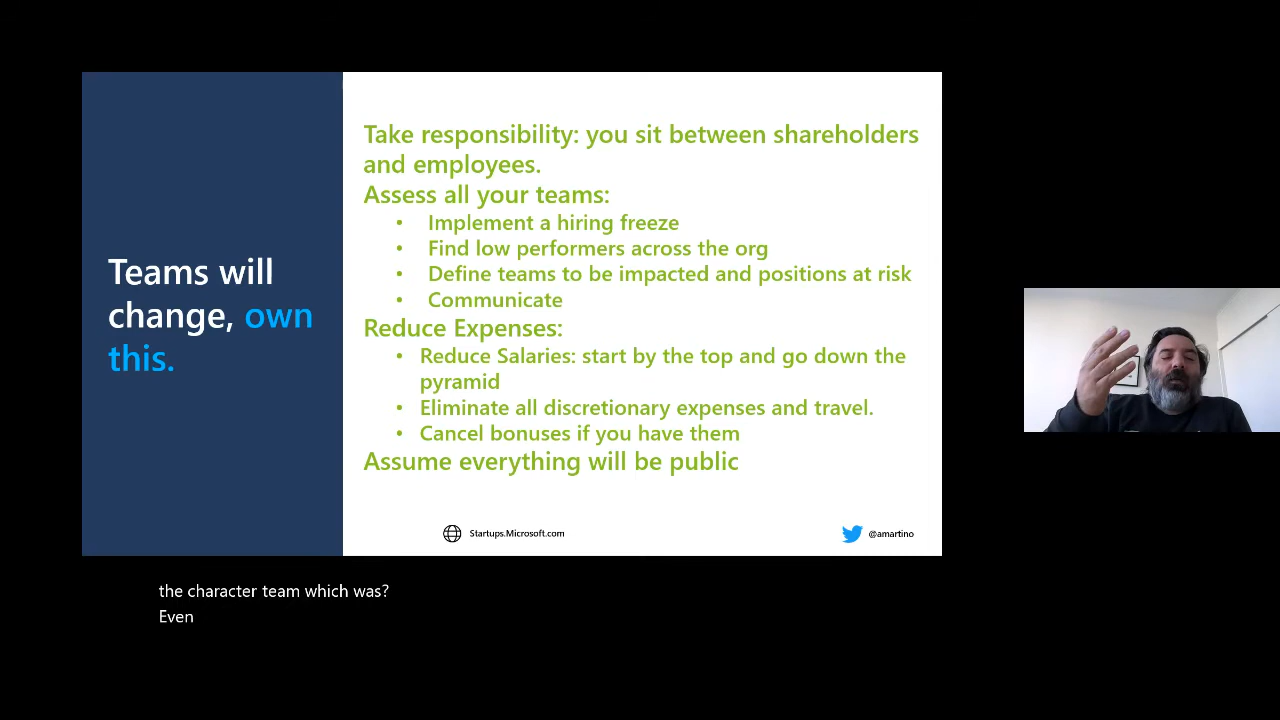 Teams will
change, own
this.
Take responsibility: you sit between shareholders
and employees.
Assess all your teams:
• Implement a hiring freeze
• Find low performers across the org
• Define teams to be impacted and positions at risk
• Communicate
Reduce Expenses:
• Reduce Salaries: start by the top and go down the
pyramid
• Eliminate all discretionary expenses and travel.
• Cancel bonuses if you have them
Assume everything will be public
Startups.Microsoft.com
@amartino
the character team which was?
Even